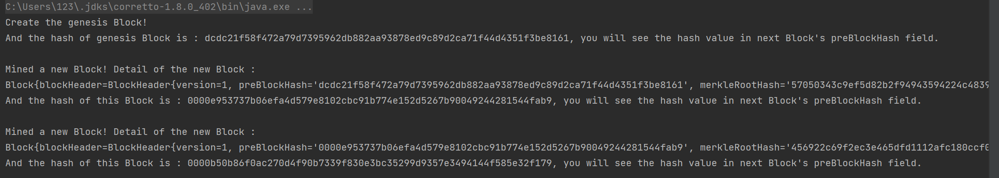 C:\Users\123\.jdks\corretto-1.8.0_402\bin\java.exe ...
Create the genesis Block!
And the hash of genesis Block is : dcdc21f58f472a79d7395962db882aa93878ed9c89d2ca71f44d4351f3be8161, you will see the hash value in next Block's preBlockHash field.
Mined a new Block! Detail of the new Block :
Block{blockHeader=BlockHeader{version=1, preBlockHash='dcdc21f58f472a79d7395962db882aa93878ed9c89d2ca71f44d4351f3be8161', merkleRootHash='57050343c9ef5d82b2f94943594224c4839
And the hash of this Block is : 0000e953737b06efa4d579e8102cbc91b774e152d5267b90049244281544fab9, you will see the hash value in next Block's preBlockHash field.
Mined a new Block! Detail of the new Block :
Block{blockHeader=BlockHeader{version=1, preBlockHash='0000e953737b06efa4d579e8102cbc91b774e152d5267b90049244281544fab9', merkleRootHash='456922c69f2ec3e465dfd1112afc180ccf0
And the hash of this Block is : 0000b50b86f0ac270d4f90b7339f830e3bc35299d9357e3494144f585e32f179, you will see the hash value in next Block's preBlockHash field.